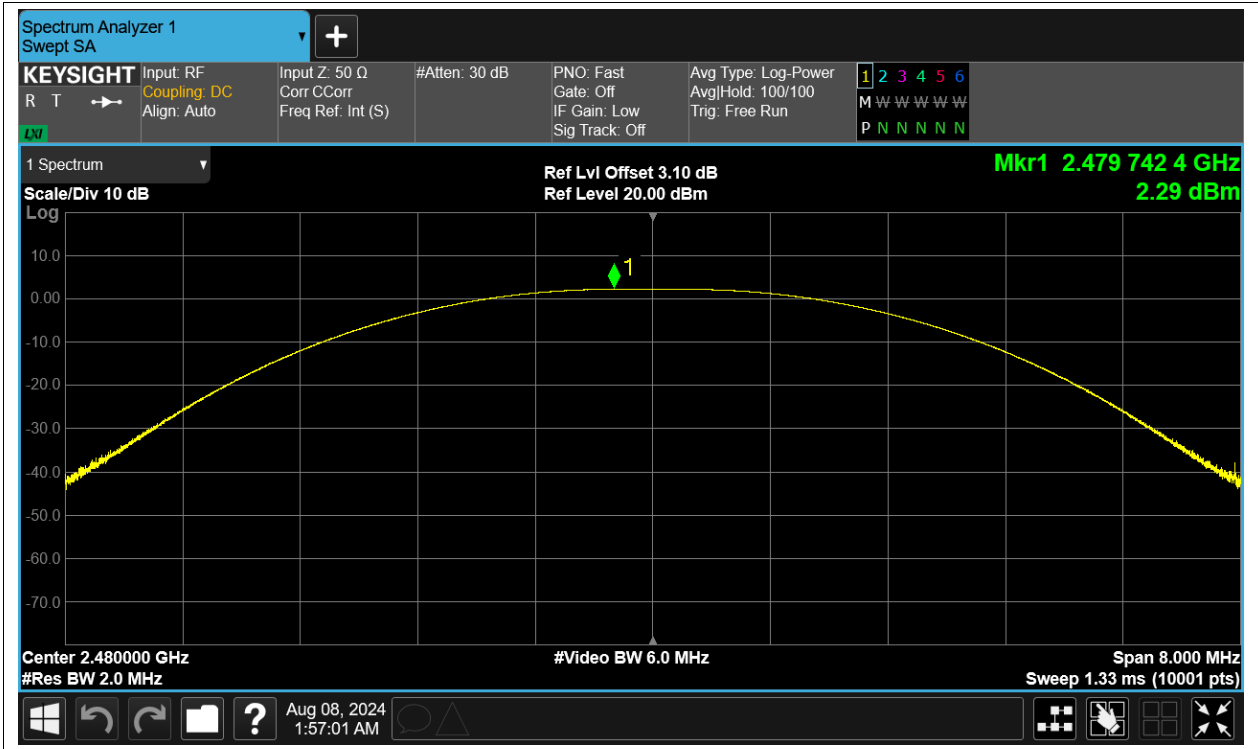 Spectrum Analyzer 1
Swept SA
KEYSIGHT
R T
LXI
Input: RF
Coupling: DC
Align: Auto
Input Z: 50 Ω
Corr CCorr
Freq Ref: Int (S)
#Atten: 30 dB
PNO: Fast
Gate: Off
IF Gain: Low
Sig Track: Off
Avg Type: Log-Power
Avg|Hold: 100/100
Trig: Free Run
1 2 3 4 5 6
M W W W W W W
P N N N N N N
1 Spectrum
Scale/Div 10 dB
Log
Ref Lvl Offset 3.10 dB
Ref Level 20.00 dBm
Mkr1 2.479 742 4 GHz
2.29 dBm
1
10.0
0.00
-10.0
-20.0
-30.0
-40.0
-50.0
-60.0
-70.0
Center 2.480000 GHz
#Res BW 2.0 MHz
#Video BW 6.0 MHz
Span 8.000 MHz
Sweep 1.33 ms (10001 pts)
?
Aug 08, 2024
1:57:01 AM